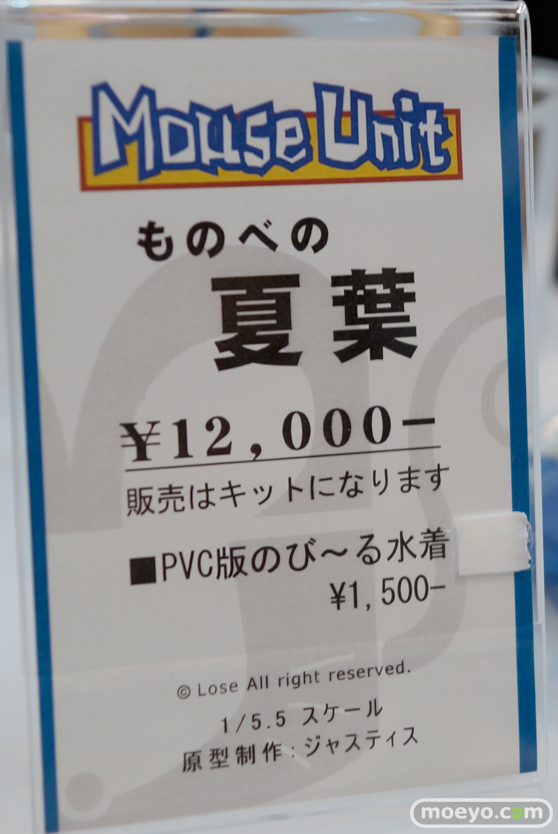 Mouse Unit
ものべの
夏葉
¥12,000−
販売はキットになります
■PVC版のび～る水着
¥1,500−
© Lose All right reserved.
1/5.5 スケール
原型制作：ジャスティス
moeyo.com